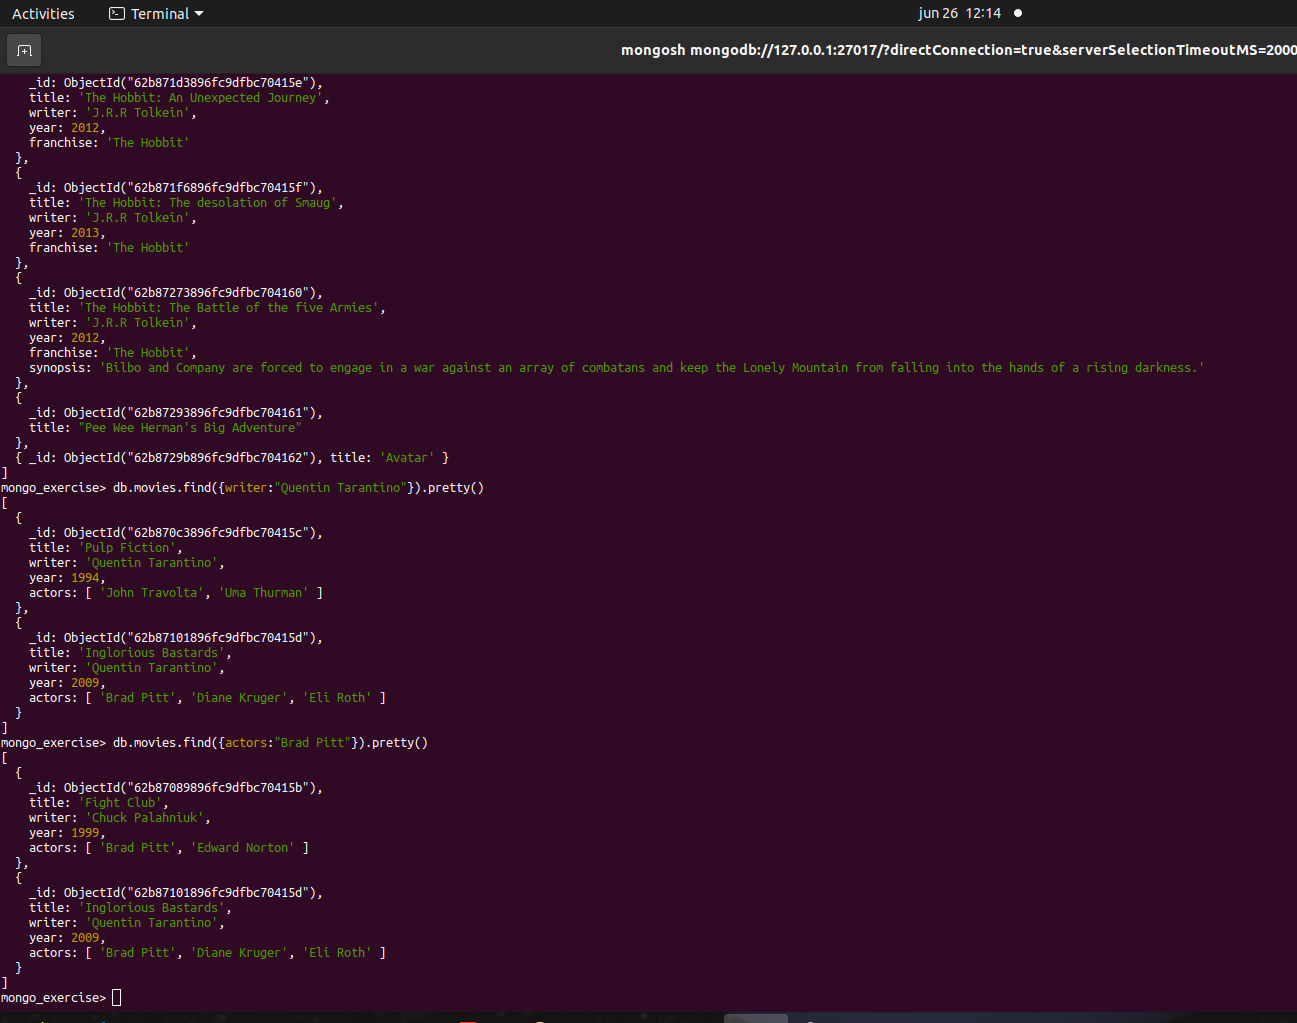 Activities Terminal jun 26 12:14
mongosh mongodb://127.0.0.1:27017/?directConnection=true&serverSelectionTimeoutMS=2000
_id: ObjectId("62b871d3896fc9dfbc70415e"),
title: 'The Hobbit: An Unexpected Journey',
writer: 'J.R.R Tolkein',
year: 2012,
franchise: 'The Hobbit'
},
{
_id: ObjectId("62b871f6896fc9dfbc70415f"),
title: 'The Hobbit: The desolation of Smaug',
writer: 'J.R.R Tolkein',
year: 2013,
franchise: 'The Hobbit'
},
{
_id: ObjectId("62b87273896fc9dfbc704160"),
title: 'The Hobbit: The Battle of the five Armies',
writer: 'J.R.R Tolkein',
year: 2012,
franchise: 'The Hobbit',
synopsis: 'Bilbo and Company are forced to engage in a war against an array of combatans and keep the Lonely Mountain from falling into the hands of a rising darkness.'
},
{
_id: ObjectId("62b87293896fc9dfbc704161"),
title: "Pee Wee Herman's Big Adventure"
},
{ _id: ObjectId("62b8729b896fc9dfbc704162"), title: 'Avatar' }
]
mongo_exercise> db.movies.find({writer:"Quentin Tarantino"}).pretty()
[
{
_id: ObjectId("62b870c3896fc9dfbc70415c"),
title: 'Pulp Fiction',
writer: 'Quentin Tarantino',
year: 1994,
actors: [ 'John Travolta', 'Uma Thurman' ]
},
{
_id: ObjectId("62b87101896fc9dfbc70415d"),
title: 'Inglorious Bastards',
writer: 'Quentin Tarantino',
year: 2009,
actors: [ 'Brad Pitt', 'Diane Kruger', 'Eli Roth' ]
}
]
mongo_exercise> db.movies.find({actors:"Brad Pitt"}).pretty()
[
{
_id: ObjectId("62b87089896fc9dfbc70415b"),
title: 'Fight Club',
writer: 'Chuck Palahniuk',
year: 1999,
actors: [ 'Brad Pitt', 'Edward Norton' ]
},
{
_id: ObjectId("62b87101896fc9dfbc70415d"),
title: 'Inglorious Bastards',
writer: 'Quentin Tarantino',
year: 2009,
actors: [ 'Brad Pitt', 'Diane Kruger', 'Eli Roth' ]
}
]
mongo_exercise>